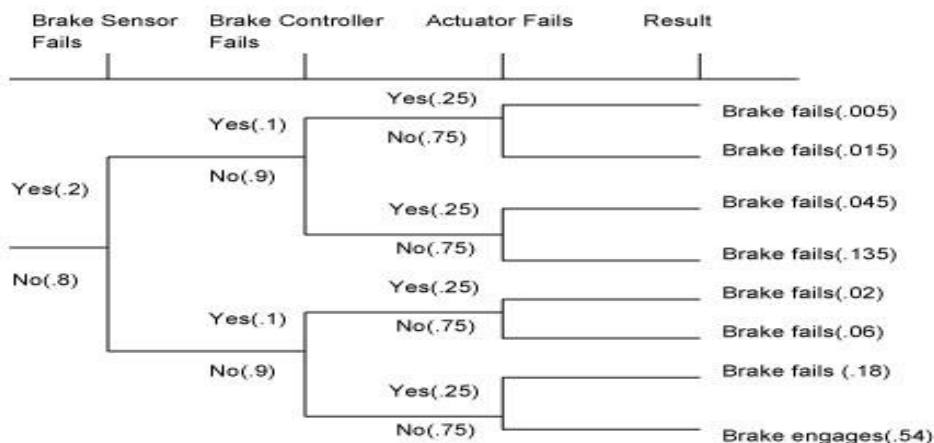 Brake Sensor Fails
Brake Controller Fails
Actuator Fails
Result
Yes(.25)
Brake fails(.005)
Yes(.1)
No(.75)
Brake fails(.015)
No(.9)
Yes(.2)
Yes(.25)
Brake fails(.045)
No(.75)
Brake fails(.135)
No(.8)
Yes(.25)
Brake fails(.02)
Yes(.1)
No(.75)
Brake fails(.06)
No(.9)
Yes(.25)
Brake fails (.18)
No(.75)
Brake engages(.54)